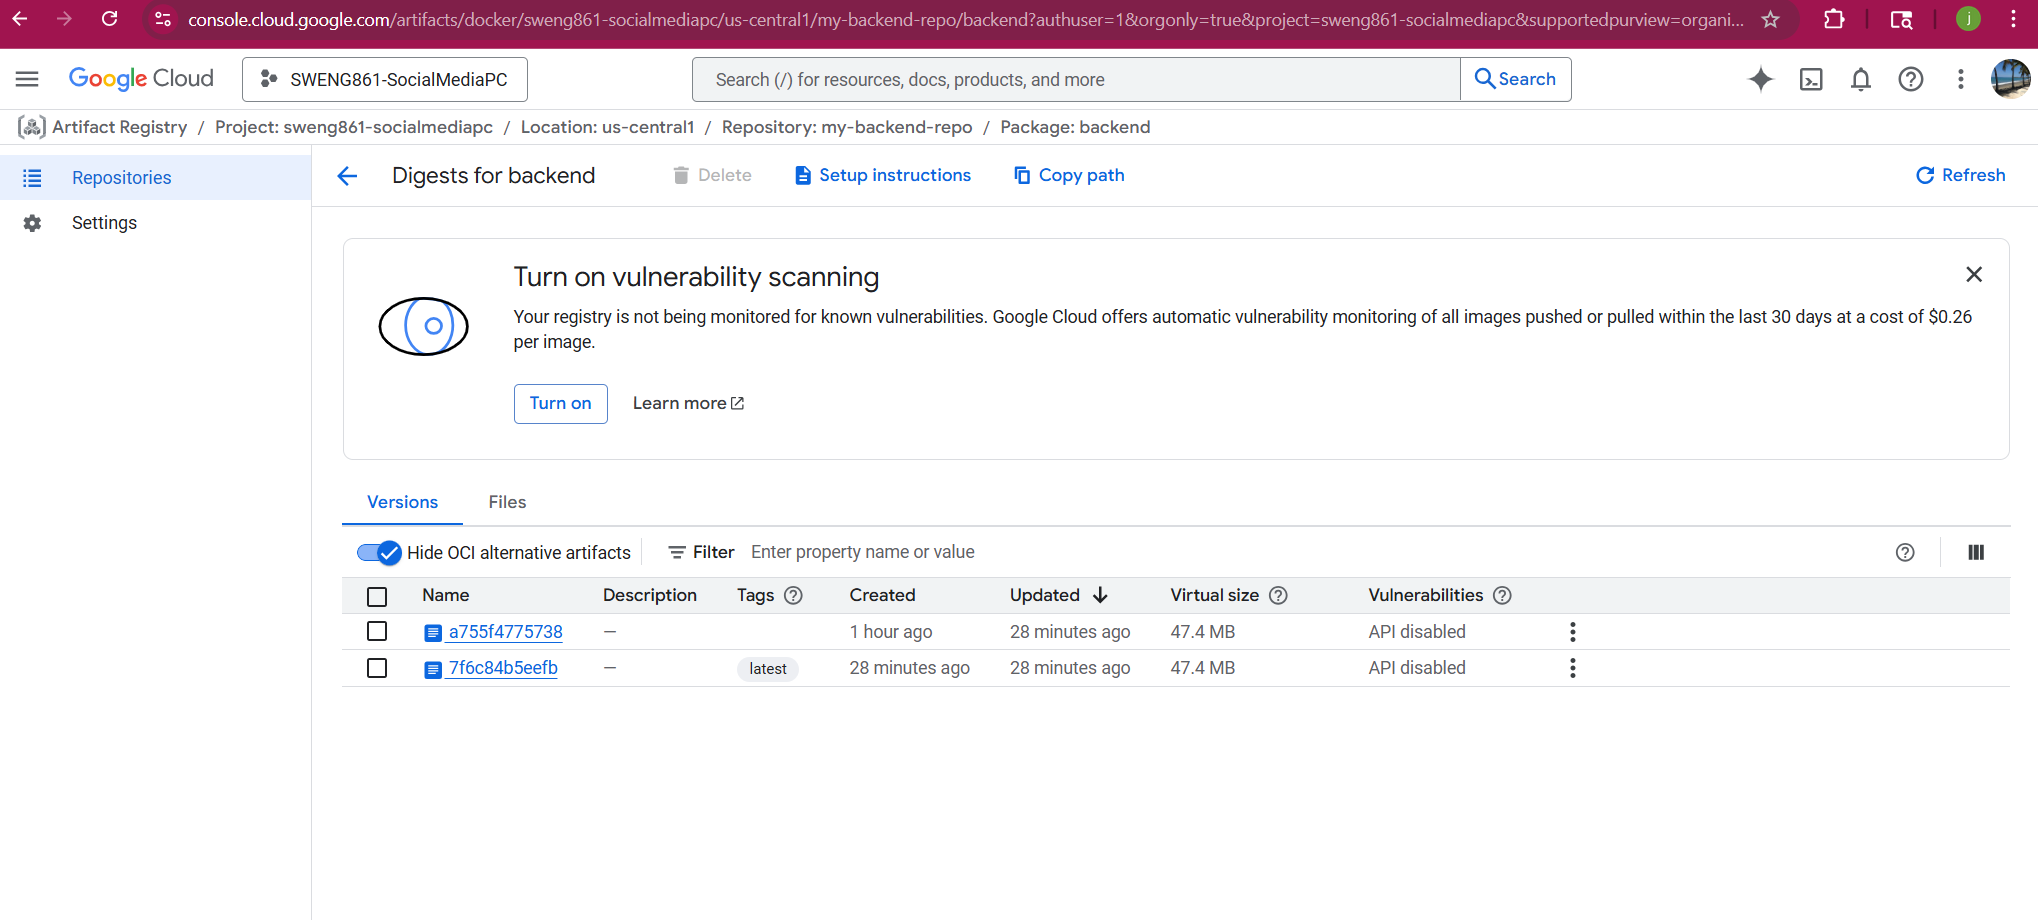 console.cloud.google.com/artifacts/docker/sweng861-socialmediapc/us-central1/my-backend-repo/backend?authuser=1&orgonly=true&project=sweng861-socialmediapc&supportedpurview=organi...
j
Google Cloud
SWENG861-SocialMediaPC
Search (/) for resources, docs, products, and more
Search
Artifact Registry / Project: sweng861-socialmediapc / Location: us-central1 / Repository: my-backend-repo / Package: backend
Repositories
Settings
Digests for backend
Delete
Setup instructions
Copy path
Refresh
Turn on vulnerability scanning
Your registry is not being monitored for known vulnerabilities. Google Cloud offers automatic vulnerability monitoring of all images pushed or pulled within the last 30 days at a cost of $0.26
per image.
Turn on
Learn more
Versions
Files
Hide OCI alternative artifacts
Filter
Enter property name or value
Name Description Tags Created Updated Virtual size Vulnerabilities
a755f4775738 — 1 hour ago 28 minutes ago 47.4 MB API disabled
7f6c84b5eefb — latest 28 minutes ago 28 minutes ago 47.4 MB API disabled